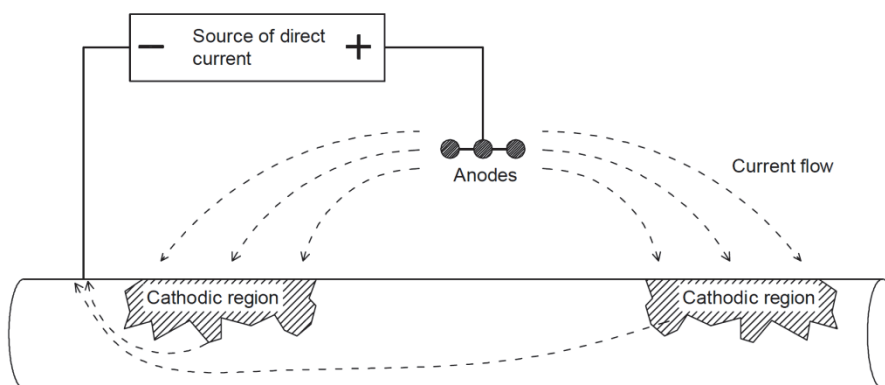 − Source of direct +
current
Anodes
Current flow
Cathodic region
Cathodic region